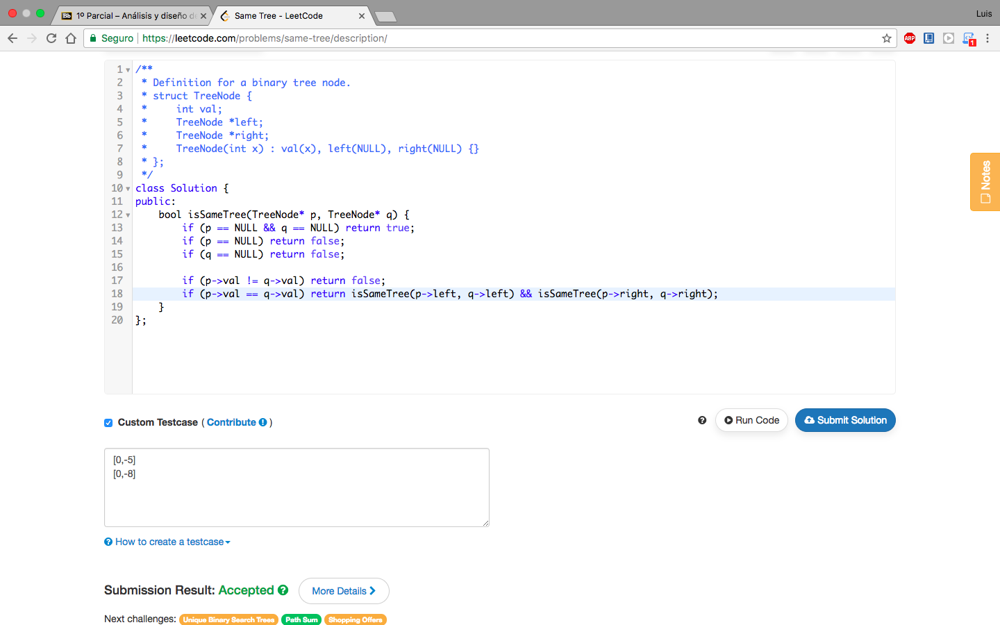 Bb 1º Parcial – Análisis y diseño de
Same Tree - LeetCode
Luis
Seguro https://leetcode.com/problems/same-tree/description/
ABP
1
1 /**
2  * Definition for a binary tree node.
3  * struct TreeNode {
4  *     int val;
5  *     TreeNode *left;
6  *     TreeNode *right;
7  *     TreeNode(int x) : val(x), left(NULL), right(NULL) {}
8  * };
9  */
10 class Solution {
11 public:
12     bool isSameTree(TreeNode* p, TreeNode* q) {
13         if (p == NULL && q == NULL) return true;
14         if (p == NULL) return false;
15         if (q == NULL) return false;
16
17         if (p->val != q->val) return false;
18         if (p->val == q->val) return isSameTree(p->left, q->left) && isSameTree(p->right, q->right);
19     }
20 };
Notes
Custom Testcase ( Contribute )
Run Code
Submit Solution
[0,-5]
[0,-8]
How to create a testcase
Submission Result: Accepted
More Details
Next challenges: Unique Binary Search Trees Path Sum Shopping Offers